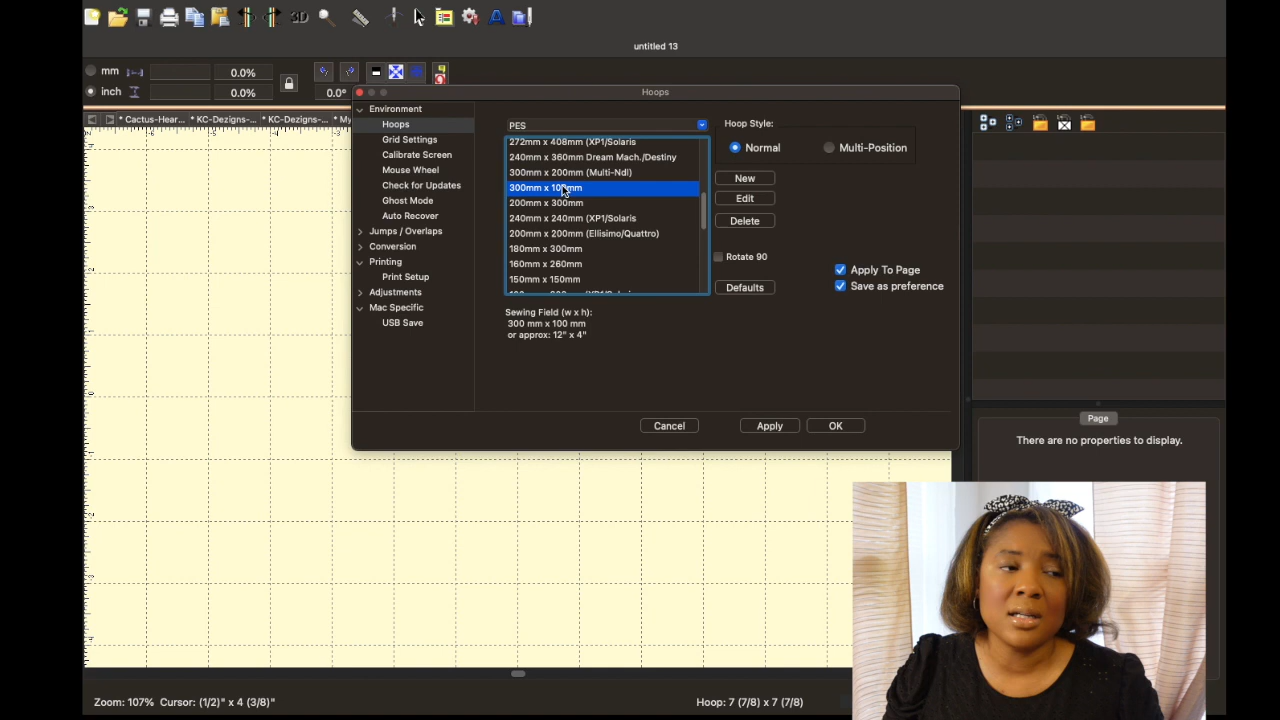 3D
A
untitled 13
mm
0.0%
inch
0.0%
0.0°
* Cactus-Hear...
* KC-Dezigns-...
* KC-Dezigns-...
* My
Hoops
Environment
Hoops
Grid Settings
Calibrate Screen
Mouse Wheel
Check for Updates
Ghost Mode
Auto Recover
Jumps / Overlaps
Conversion
Printing
Print Setup
Adjustments
Mac Specific
USB Save
PES
272mm x 408mm (XP1/Solaris
240mm x 360mm Dream Mach./Destiny
300mm x 200mm (Multi-Ndl)
300mm x 100mm
200mm x 300mm
240mm x 240mm (XP1/Solaris
200mm x 200mm (Ellisimo/Quattro)
180mm x 300mm
160mm x 260mm
150mm x 150mm
Sewing Field (w x h):
300 mm x 100 mm
or approx: 12" x 4"
Hoop Style:
Normal
Multi-Position
New
Edit
Delete
Rotate 90
Defaults
Apply To Page
Save as preference
Cancel
Apply
OK
Page
There are no properties to display.
Zoom: 107% Cursor: (1/2)" x 4 (3/8)"
Hoop: 7 (7/8) x 7 (7/8)